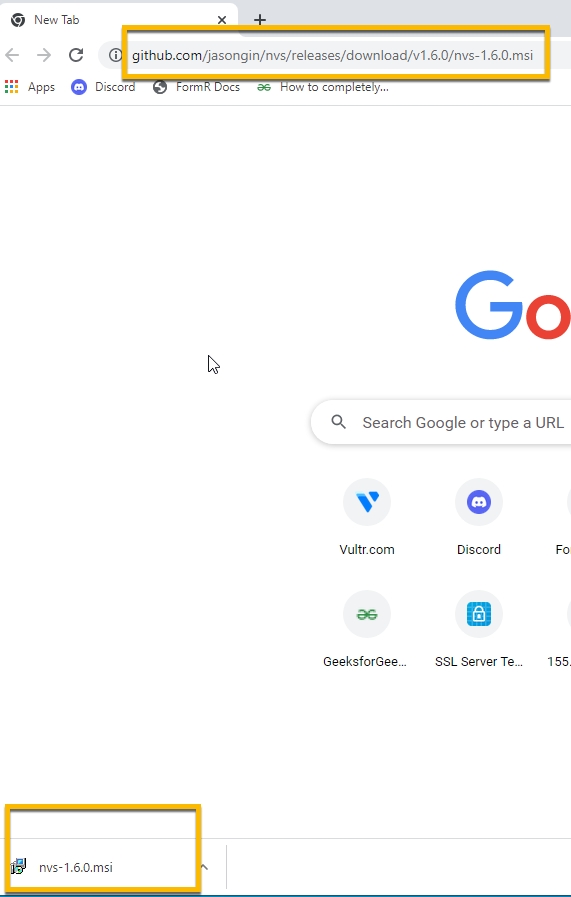 New Tab
github.com/jasongin/nvs/releases/download/v1.6.0/nvs-1.6.0.msi
Apps Discord FormR Docs How to completely...
Go
Search Google or type a URL
Vultr.com Discord Fo
GeeksforGee... SSL Server Te... 155.
nvs-1.6.0.msi